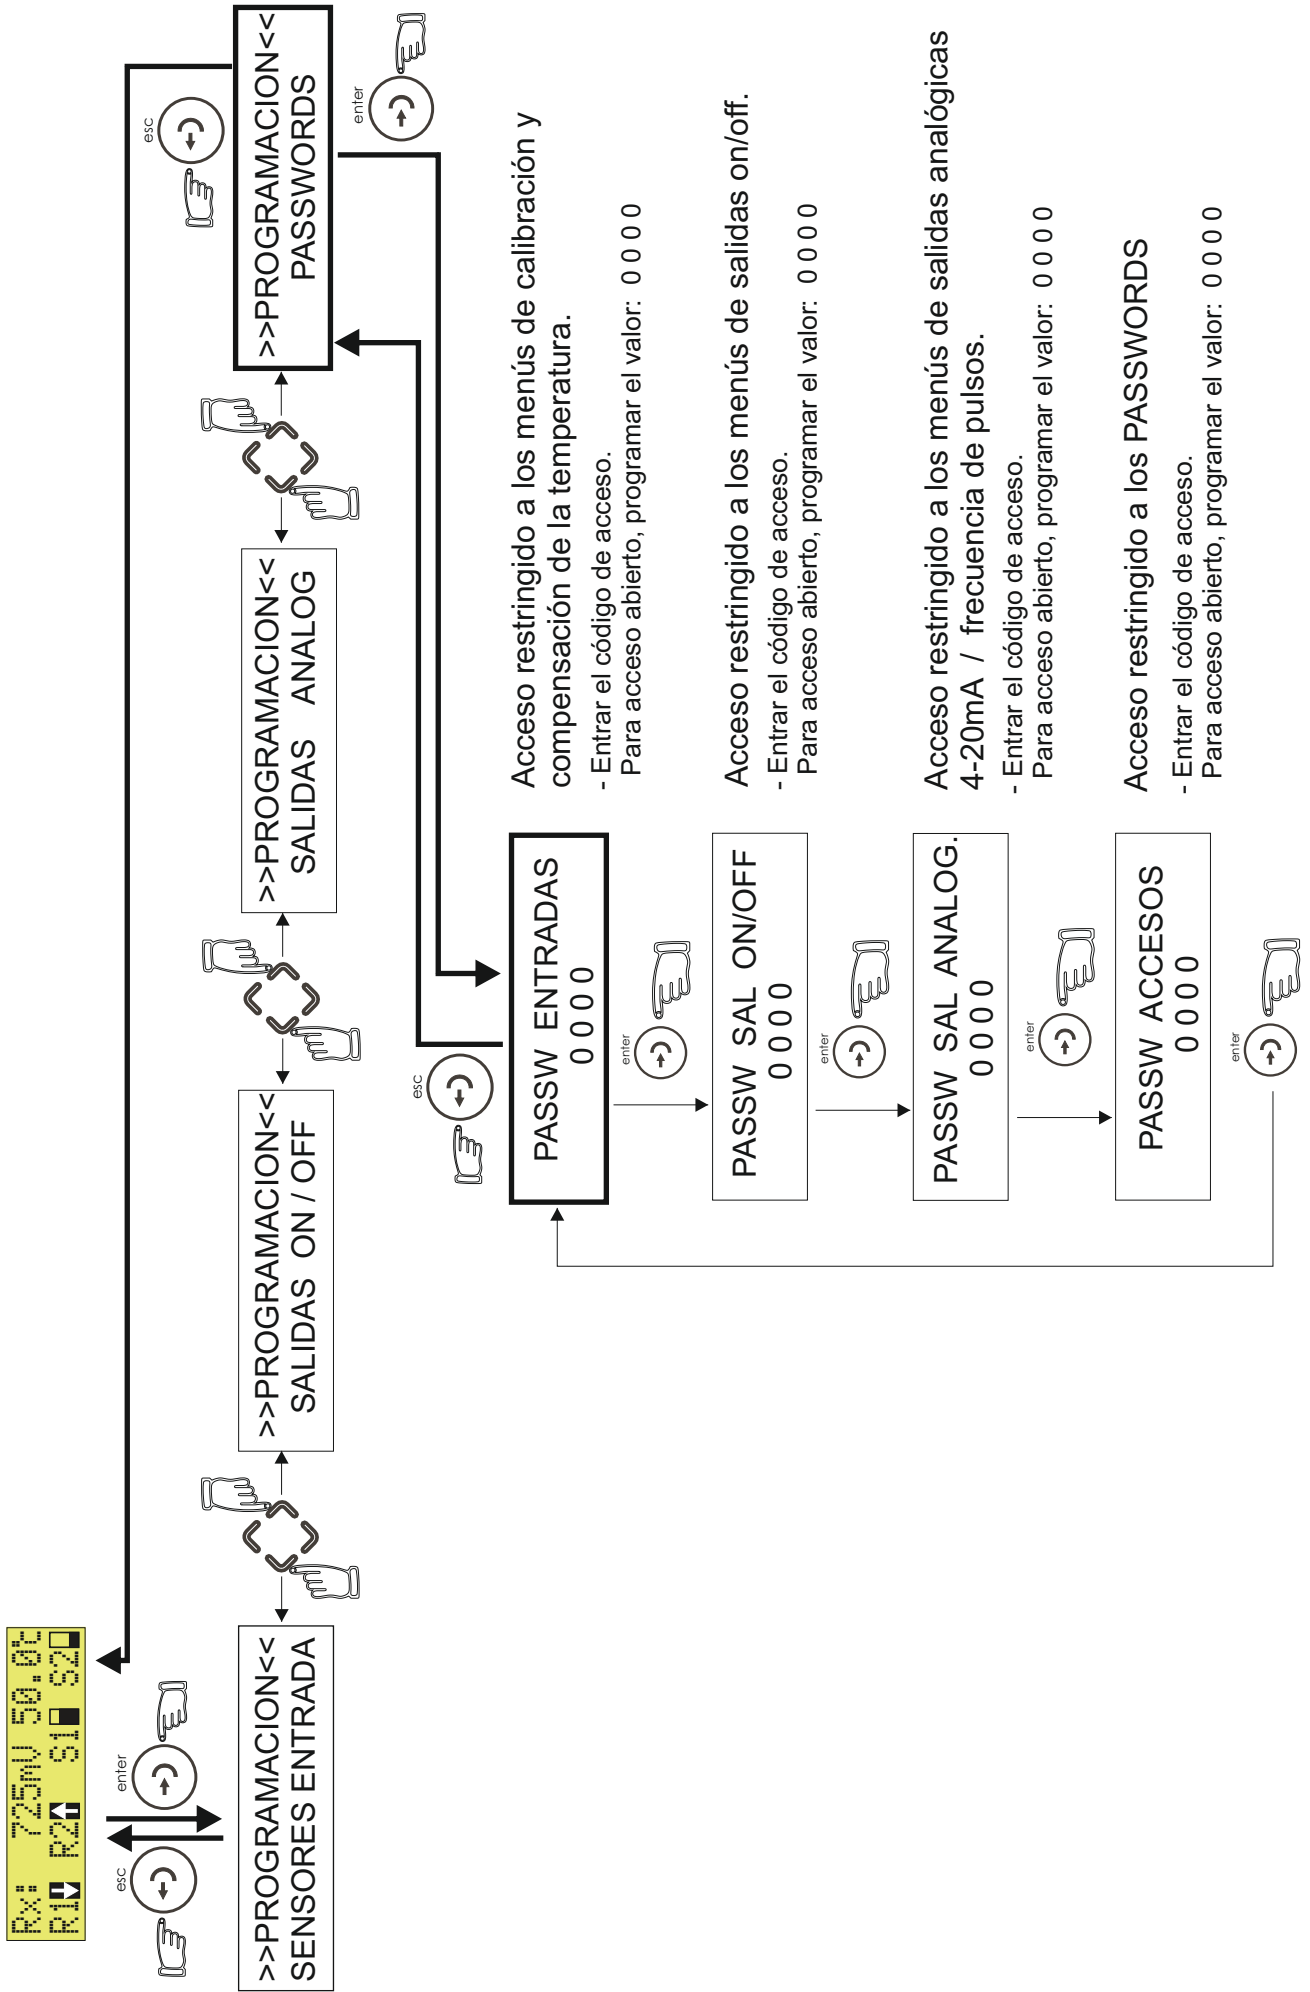 Rx: 725mV 50.0℃
R1 R2 S1 S2
esc
enter
>>PROGRAMACION<<
SENSORES ENTRADA
>>PROGRAMACION<<
SALIDAS ON / OFF
>>PROGRAMACION<<
SALIDAS ANALOG
>>PROGRAMACION<<
PASSWORDS
esc
enter
esc
PASSW ENTRADAS
0 0 0 0
Acceso restringido a los menús de calibración y
compensación de la temperatura.
- Entrar el código de acceso.
Para acceso abierto, programar el valor: 0 0 0 0
enter
PASSW SAL ON/OFF
0 0 0 0
Acceso restringido a los menús de salidas on/off.
- Entrar el código de acceso.
Para acceso abierto, programar el valor: 0 0 0 0
enter
PASSW SAL ANALOG.
0 0 0 0
Acceso restringido a los menús de salidas analógicas
4-20mA / frecuencia de pulsos.
- Entrar el código de acceso.
Para acceso abierto, programar el valor: 0 0 0 0
enter
PASSW ACCESOS
0 0 0 0
Acceso restringido a los PASSWORDS
- Entrar el código de acceso.
Para acceso abierto, programar el valor: 0 0 0 0
enter